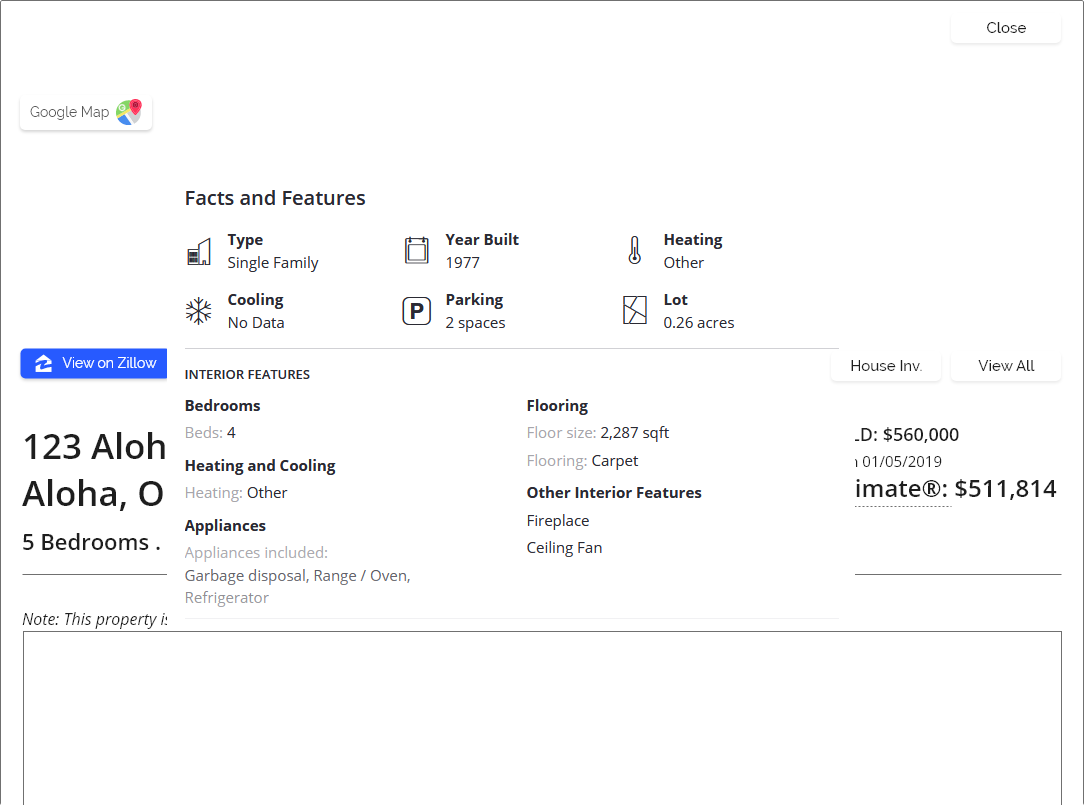 Close
Google Map
Facts and Features
Type
Single Family
Year Built
1977
Heating
Other
Cooling
No Data
P
Parking
2 spaces
Lot
0.26 acres
View on Zillow
House Inv.
View All
INTERIOR FEATURES
Bedrooms
Beds: 4
Heating and Cooling
Heating: Other
Appliances
Appliances included:
Garbage disposal, Range / Oven,
Refrigerator
Flooring
Floor size: 2,287 sqft
Flooring: Carpet
Other Interior Features
Fireplace
Ceiling Fan
123 Aloh
Aloha, O
5 Bedrooms .
LD: $560,000
01/05/2019
imate®: $511,814
Note: This property is